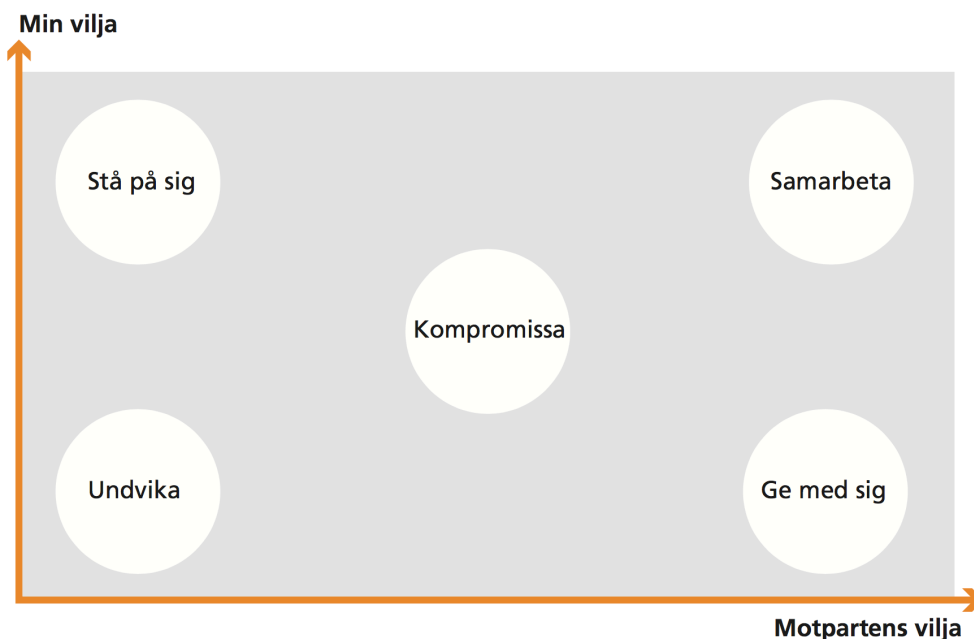 Min vilja
Stå på sig
Samarbeta
Kompromissa
Undvika
Ge med sig
Motpartens vilja